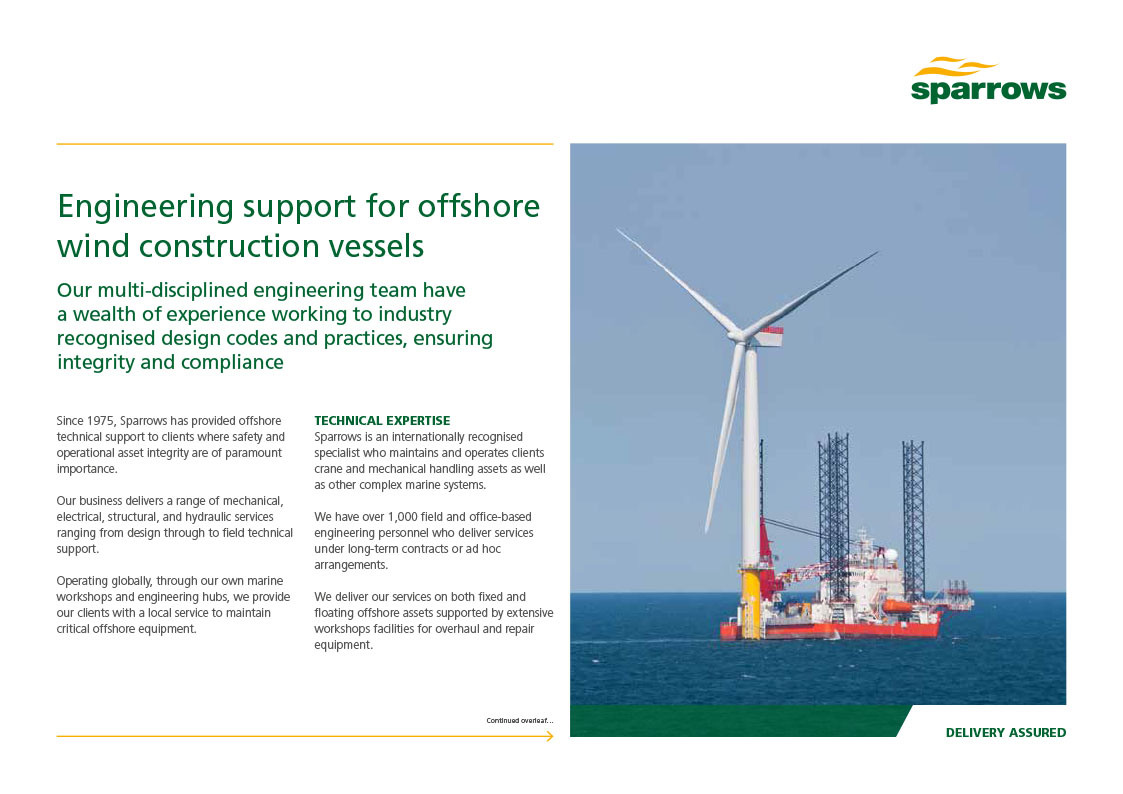 sparrows
Engineering support for offshore
wind construction vessels
Our multi-disciplined engineering team have
a wealth of experience working to industry
recognised design codes and practices, ensuring
integrity and compliance
Since 1975, Sparrows has provided offshore
technical support to clients where safety and
operational asset integrity are of paramount
importance.
Our business delivers a range of mechanical,
electrical, structural, and hydraulic services
ranging from design through to field technical
support.
Operating globally, through our own marine
workshops and engineering hubs, we provide
our clients with a local service to maintain
critical offshore equipment.
TECHNICAL EXPERTISE
Sparrows is an internationally recognised
specialist who maintains and operates clients
crane and mechanical handling assets as well
as other complex marine systems.
We have over 1,000 field and office-based
engineering personnel who deliver services
under long-term contracts or ad hoc
arrangements.
We deliver our services on both fixed and
floating offshore assets supported by extensive
workshops facilities for overhaul and repair
equipment.
Continued overleaf...
DELIVERY ASSURED